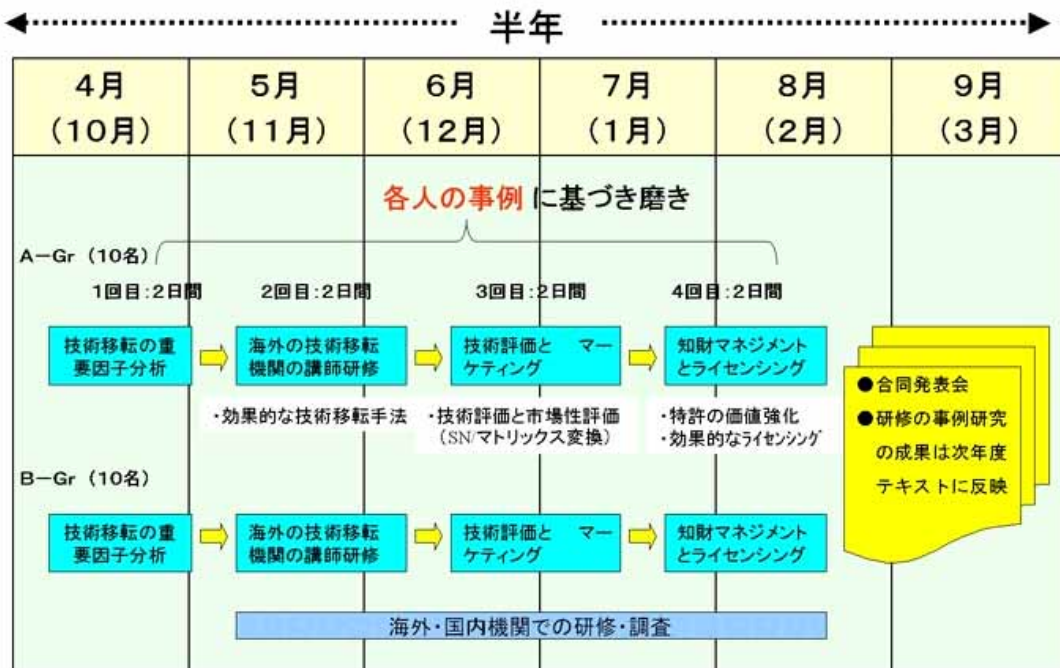 半年
4月 5月 6月 7月 8月 9月
（10月） （11月） （12月） （1月） （2月） （3月）
各人の事例 に基づき磨き
A－Gr（10名）
1回目：2日間 2回目：2日間 3回目：2日間 4回目：2日間
技術移転の重
要因子分析
海外の技術移転
機関の講師研修
技術評価と マー
ケティング
知財マネジメント
とライセンシング
・効果的な技術移転手法
・技術評価と市場性評価
（SN/マトリックス変換）
・特許の価値強化
・効果的なライセンシング
●合同発表会
●研修の事例研究
の成果は次年度
テキストに反映
B－Gr（10名）
技術移転の重
要因子分析
海外の技術移転
機関の講師研修
技術評価と マー
ケティング
知財マネジメント
とライセンシング
海外・国内機関での研修・調査